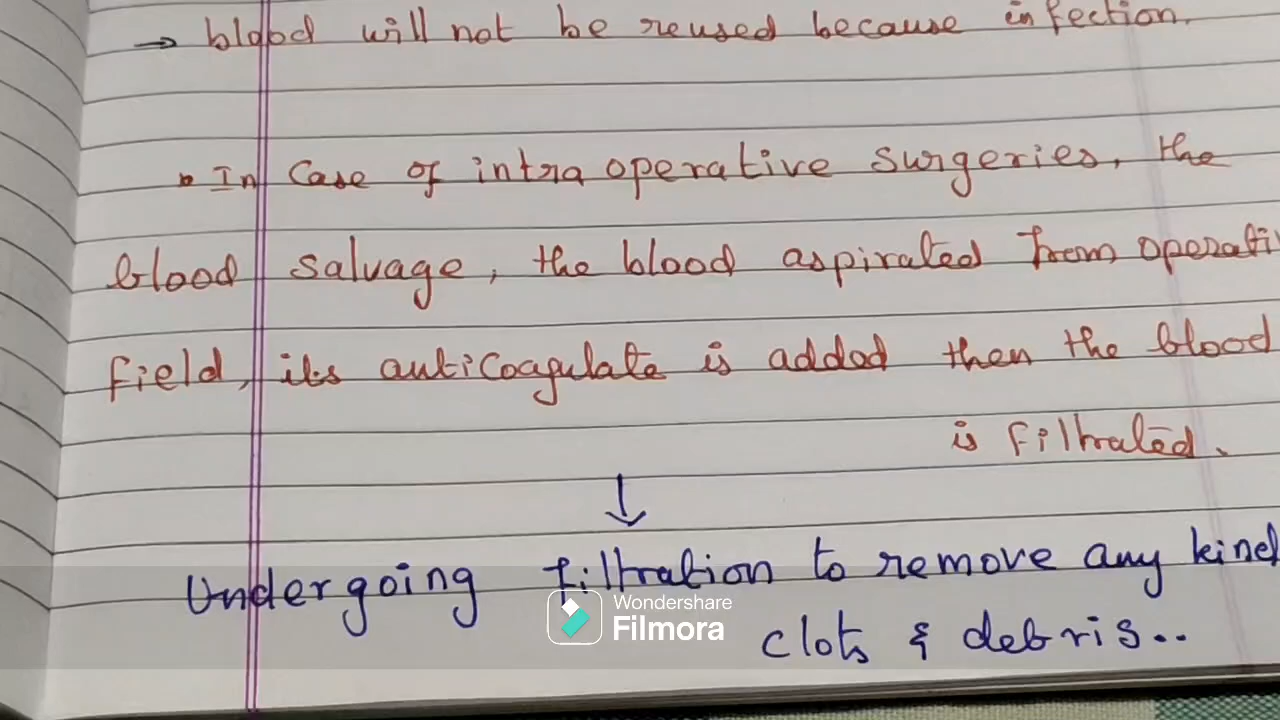 → blood will not be reused because infection.
• In Case of intra operative surgeries, the
blood salvage, the blood aspirated from operati
field, its anticoagulate is added then the blood
is filtrated.
↓
Undergoing filtration to remove any kind
Wondershare
Filmora
clots & debris..